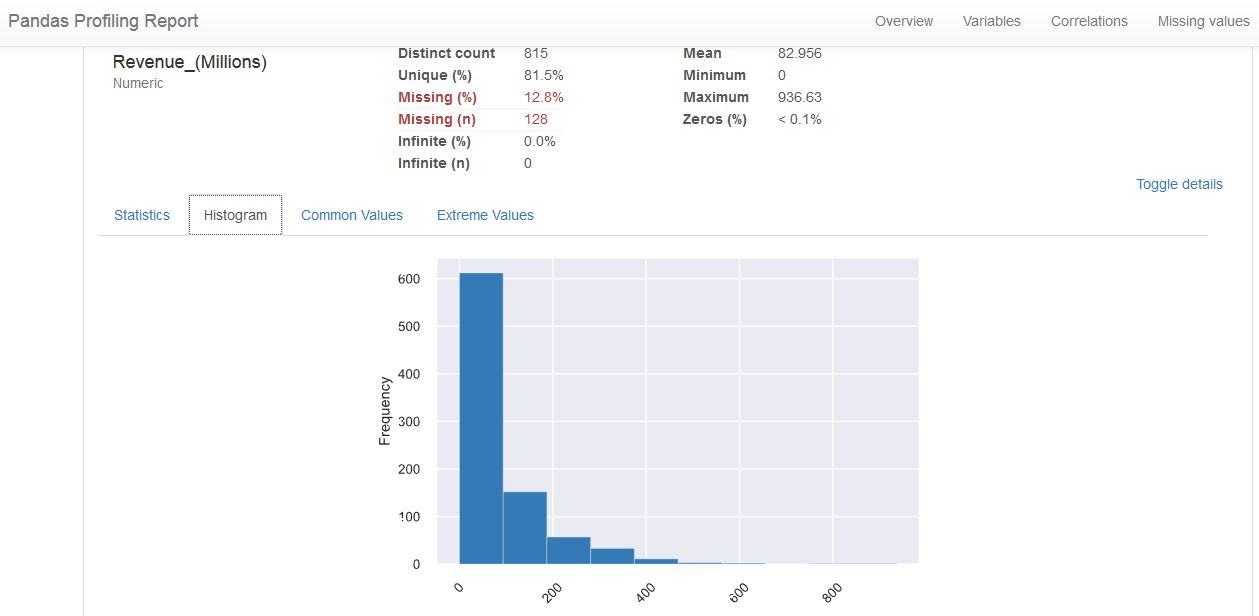 Pandas Profiling Report Overview Variables Correlations Missing values
Revenue_(Millions)
Numeric
Distinct count 815
Unique (%) 81.5%
Missing (%) 12.8%
Missing (n) 128
Infinite (%) 0.0%
Infinite (n) 0
Mean 82.956
Minimum 0
Maximum 936.63
Zeros (%) < 0.1%
Toggle details
Statistics Histogram Common Values Extreme Values
Frequency
600
500
400
300
200
100
0
0 200 400 600 800